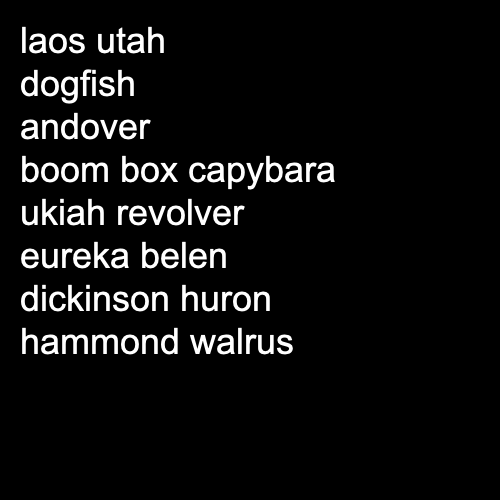 laos utah
dogfish
andover
boom box capybara
ukiah revolver
eureka belen
dickinson huron
hammond walrus